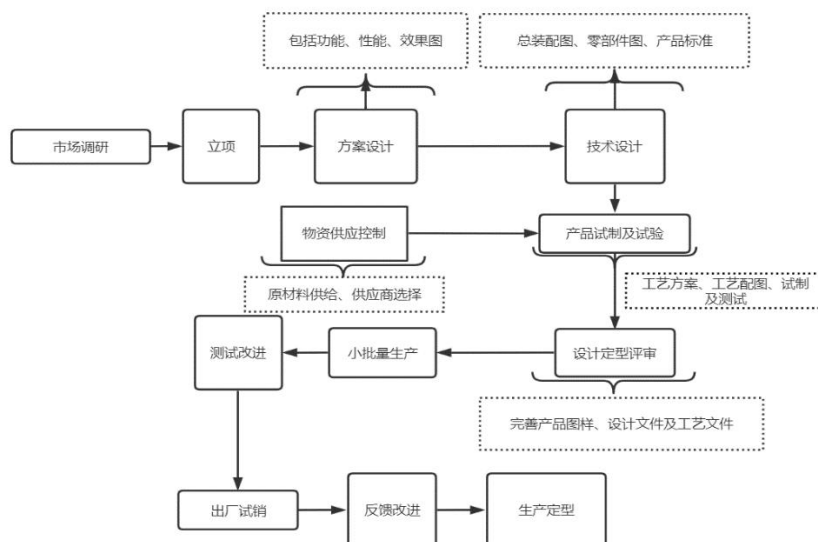 包括功能、性能、效果图
总装配图、零部件图、产品标准
市场调研
立项
方案设计
技术设计
物资供应控制
产品试制及试验
原材料供给、供应商选择
工艺方案、工艺配图、试制
及测试
测试改进
小批量生产
设计定型评审
完善产品图样、设计文件及工艺文件
出厂试销
反馈改进
生产定型